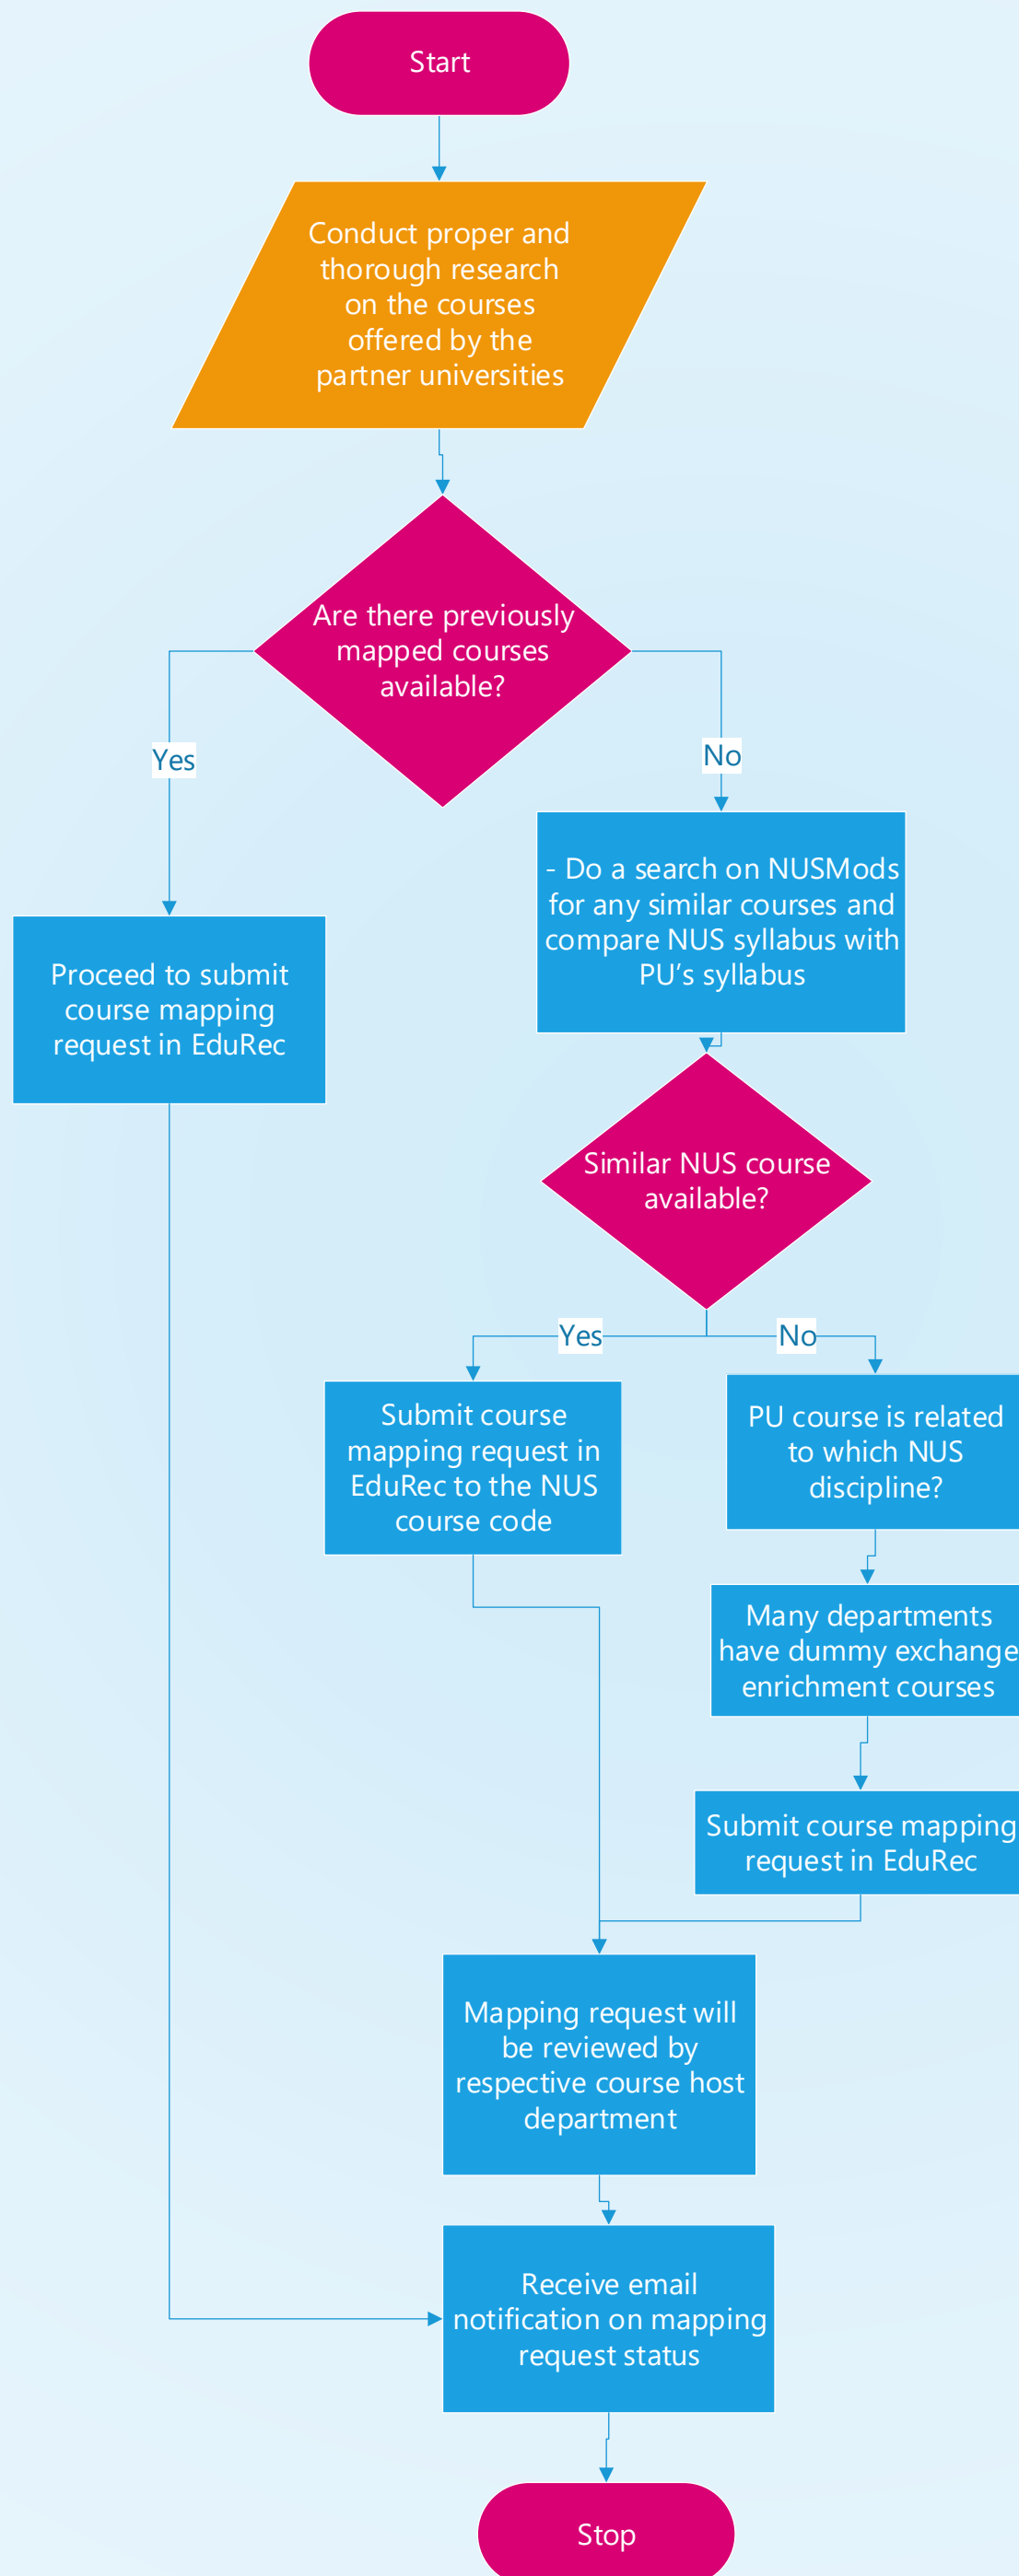 Start
Conduct proper and
thorough research
on the courses
offered by the
partner universities
Are there previously
mapped courses
available?
Yes
No
- Do a search on NUSMods
for any similar courses and
compare NUS syllabus with
PU’s syllabus
Proceed to submit
course mapping
request in EduRec
Similar NUS course
available?
Yes
No
Submit course
mapping request in
EduRec to the NUS
course code
PU course is related
to which NUS
discipline?
Many departments
have dummy exchange
enrichment courses
Submit course mapping
request in EduRec
Mapping request will
be reviewed by
respective course host
department
Receive email
notification on mapping
request status
Stop